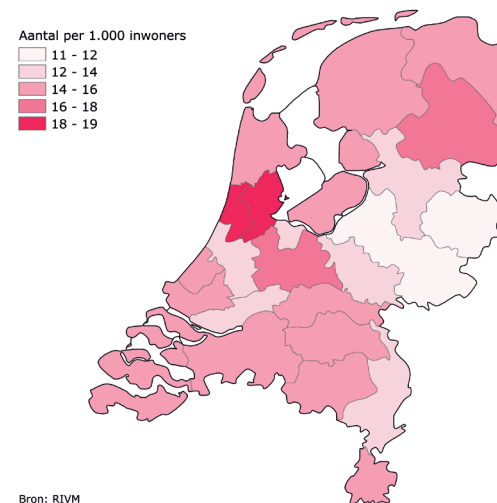 Aantal per 1.000 inwoners
11 - 12
12 - 14
14 - 16
16 - 18
18 - 19
Bron: RIVM